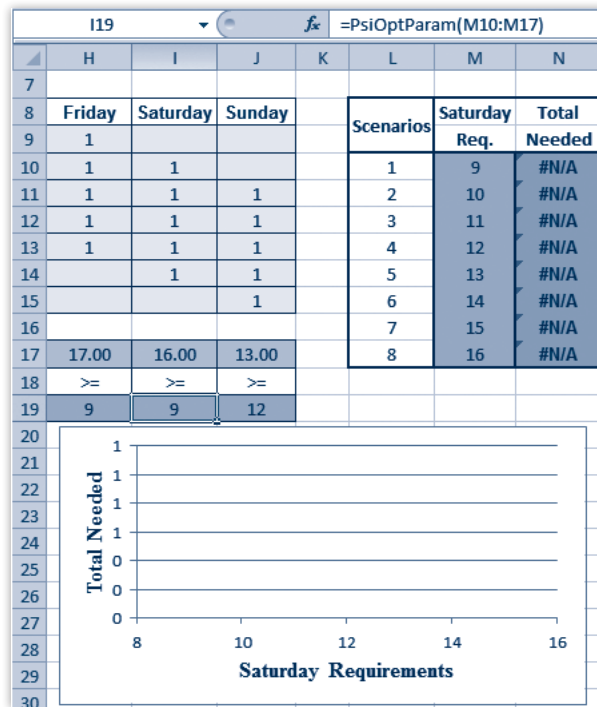 I19 fx =PsiOptParam(M10:M17)
H I J K L M N
7
8 Friday Saturday Sunday Scenarios Saturday Total
9 1 Req. Needed
10 1 1 1 9 #N/A
11 1 1 1 2 10 #N/A
12 1 1 1 3 11 #N/A
13 1 1 1 4 12 #N/A
14 1 1 5 13 #N/A
15 1 6 14 #N/A
16 7 15 #N/A
17 17.00 16.00 13.00 8 16 #N/A
18 >= >= >=
19 9 9 12
20
21
22
23
24
25
26
27
28
29
30
1
1
1
1
0
0
0
Total Needed
8 10 12 14 16
Saturday Requirements